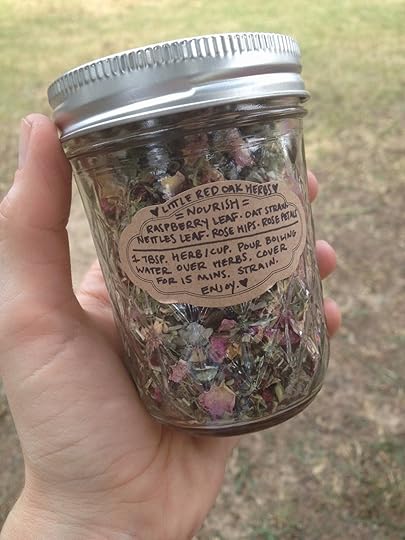 ♥ LITTLE RED OAK HERBS ♥
= NOURISH =
RASPBERRY LEAF · OAT STRAW
NETTLES LEAF · ROSE HIPS · ROSE PETALS
1 TBSP. HERB/CUP. POUR BOILING
WATER OVER HERBS. COVER
FOR 15 MINS. STRAIN.
ENJOY. ♥